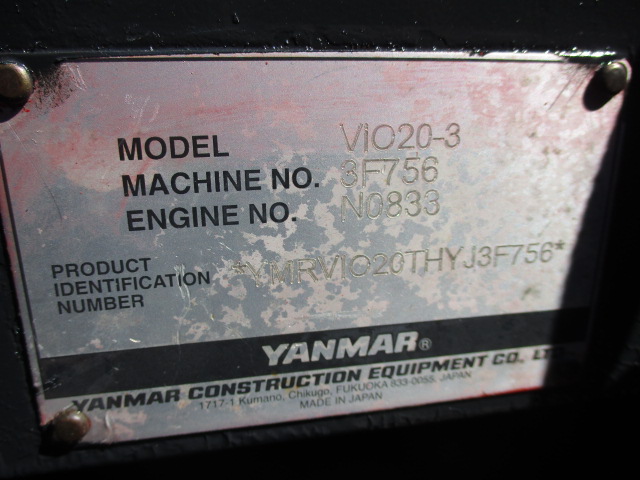 MODEL ViO20-3
MACHINE NO. 3F756
ENGINE NO. N0833
PRODUCT
IDENTIFICATION
NUMBER *YMRVIO20THYJ3F756*
YANMAR®
YANMAR CONSTRUCTION EQUIPMENT CO. LT
1717-1 Kumano, Chikugo, FUKUOKA 833-0055, JAPAN
MADE IN JAPAN